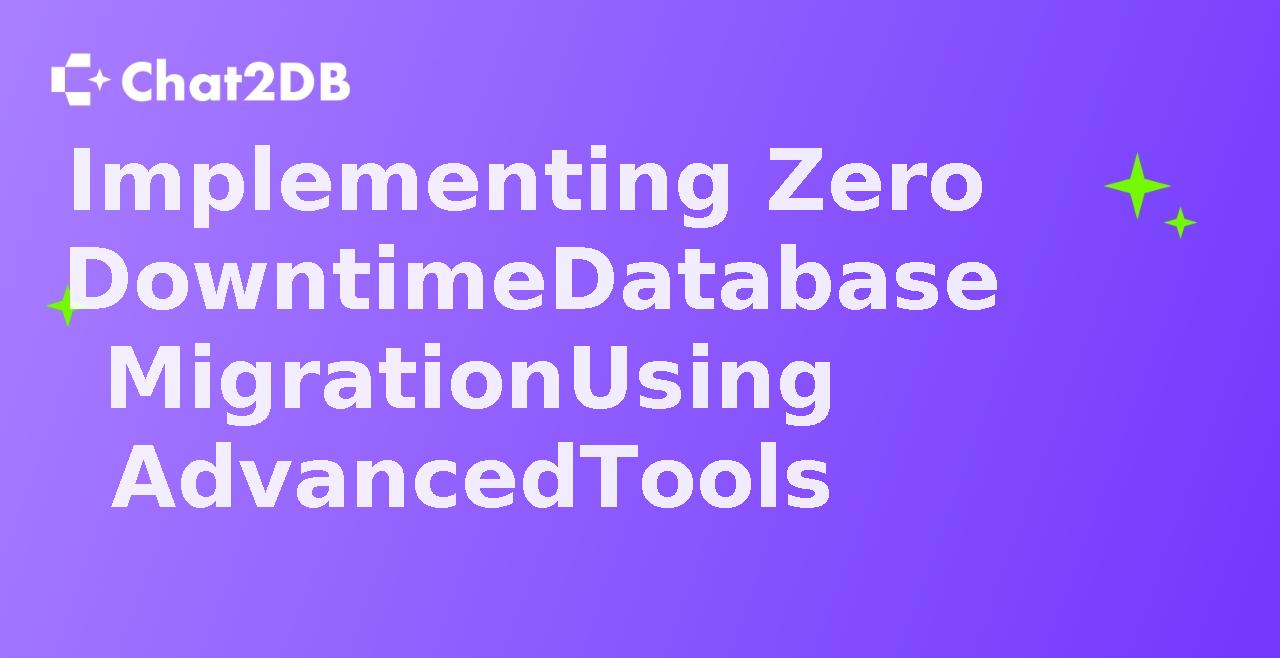 Chat2DB
Implementing Zero
DowntimeDatabase
MigrationUsing
AdvancedTools